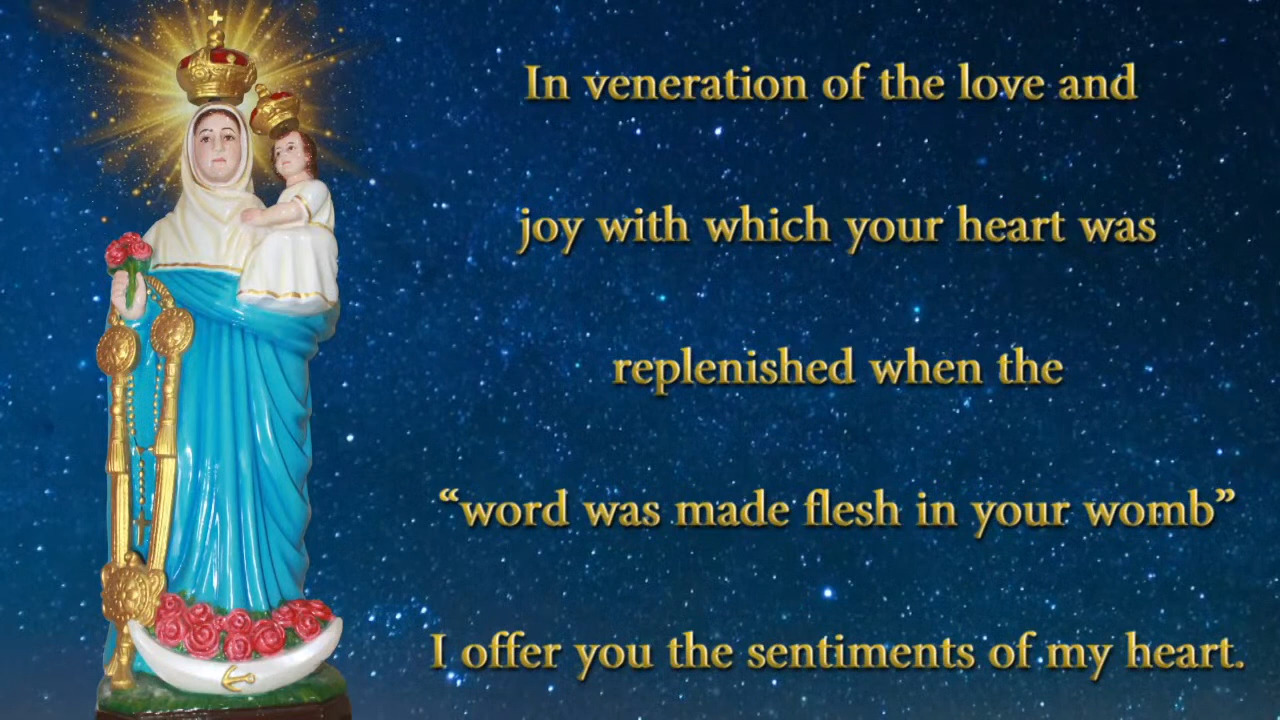 In veneration of the love and
joy with which your heart was
replenished when the
“word was made flesh in your womb”
I offer you the sentiments of my heart.